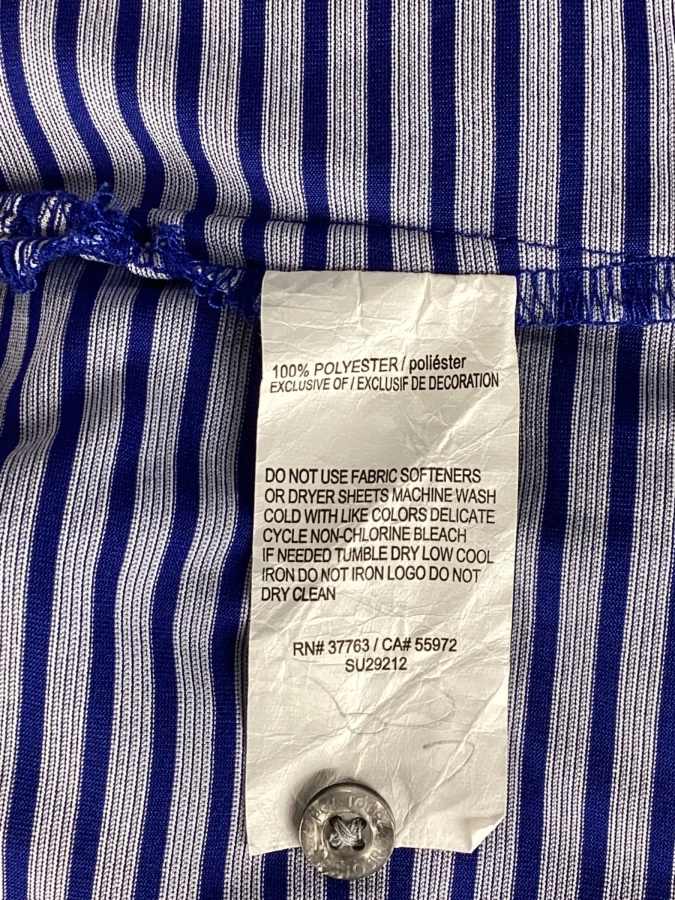 100% POLYESTER / poliéster
EXCLUSIVE OF / EXCLUSIF DE DECORATION
DO NOT USE FABRIC SOFTENERS
OR DRYER SHEETS MACHINE WASH
COLD WITH LIKE COLORS DELICATE
CYCLE NON-CHLORINE BLEACH
IF NEEDED TUMBLE DRY LOW COOL
IRON DO NOT IRON LOGO DO NOT
DRY CLEAN
RN# 37763 / CA# 55972
SU29212